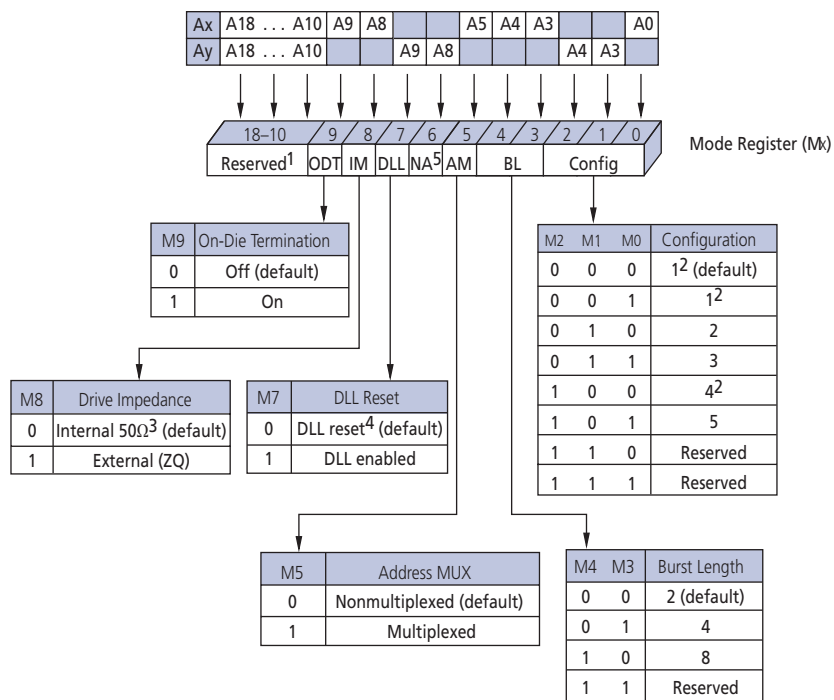 Ax A18 . . . A10 A9 A8 A5 A4 A3 A0
Ay A18 . . . A10 A9 A8 A4 A3
18–10 9 8 7 6 5 4 3 2 1 0
Reserved1 ODT IM DLL NA5 AM BL Config
Mode Register (Mx)
M9 On-Die Termination
0 Off (default)
1 On
M2 M1 M0 Configuration
0 0 0 12 (default)
0 0 1 12
0 1 0 2
0 1 1 3
1 0 0 42
1 0 1 5
1 1 0 Reserved
1 1 1 Reserved
M8 Drive Impedance
0 Internal 50Ω3 (default)
1 External (ZQ)
M7 DLL Reset
0 DLL reset4 (default)
1 DLL enabled
M5 Address MUX
0 Nonmultiplexed (default)
1 Multiplexed
M4 M3 Burst Length
0 0 2 (default)
0 1 4
1 0 8
1 1 Reserved